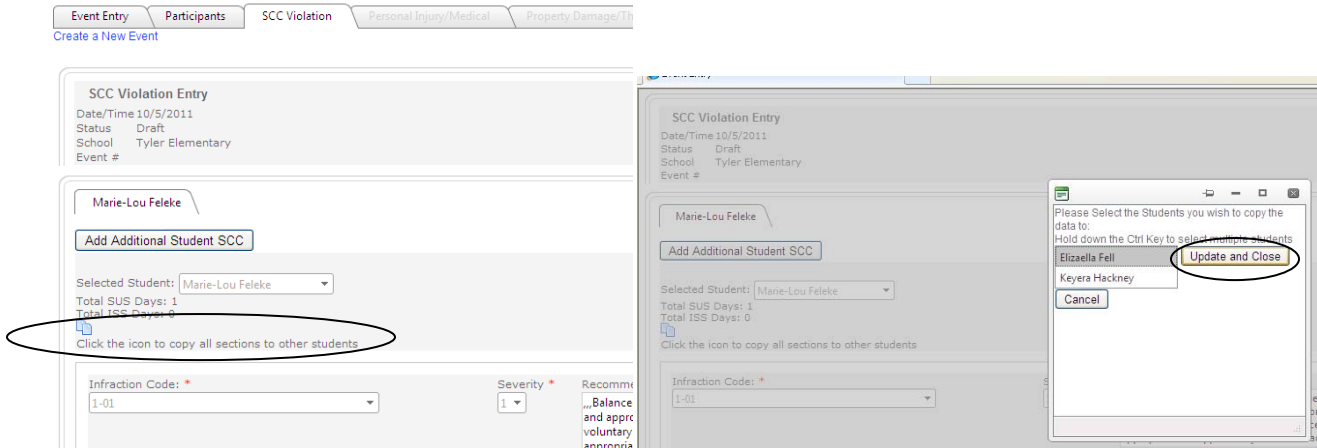 Event Entry Participants SCC Violation Personal Injury/Medical Property Damage/Th
Create a New Event
SCC Violation Entry
Date/Time 10/5/2011
Status Draft
School Tyler Elementary
Event #
Marie-Lou Feleke
Add Additional Student SCC
Selected Student: Marie-Lou Feleke
Total SUS Days: 1
Total ISS Days: 0
Click the icon to copy all sections to other students
Infraction Code: * Severity * Recomme
1-01 1 ,,,Balance
and appro
voluntary
appropria
SCC Violation Entry
Date/Time 10/5/2011
Status Draft
School Tyler Elementary
Event #
Marie-Lou Feleke
Add Additional Student SCC
Selected Student: Marie-Lou Feleke
Total SUS Days: 1
Total ISS Days: 0
Click the icon to copy all sections to other students
Infraction Code: * S
1-01
Please Select the Students you wish to copy the
data to:
Hold down the Ctrl Key to select multiple students
Elizaella Fell Update and Close
Keyera Hackney
Cancel